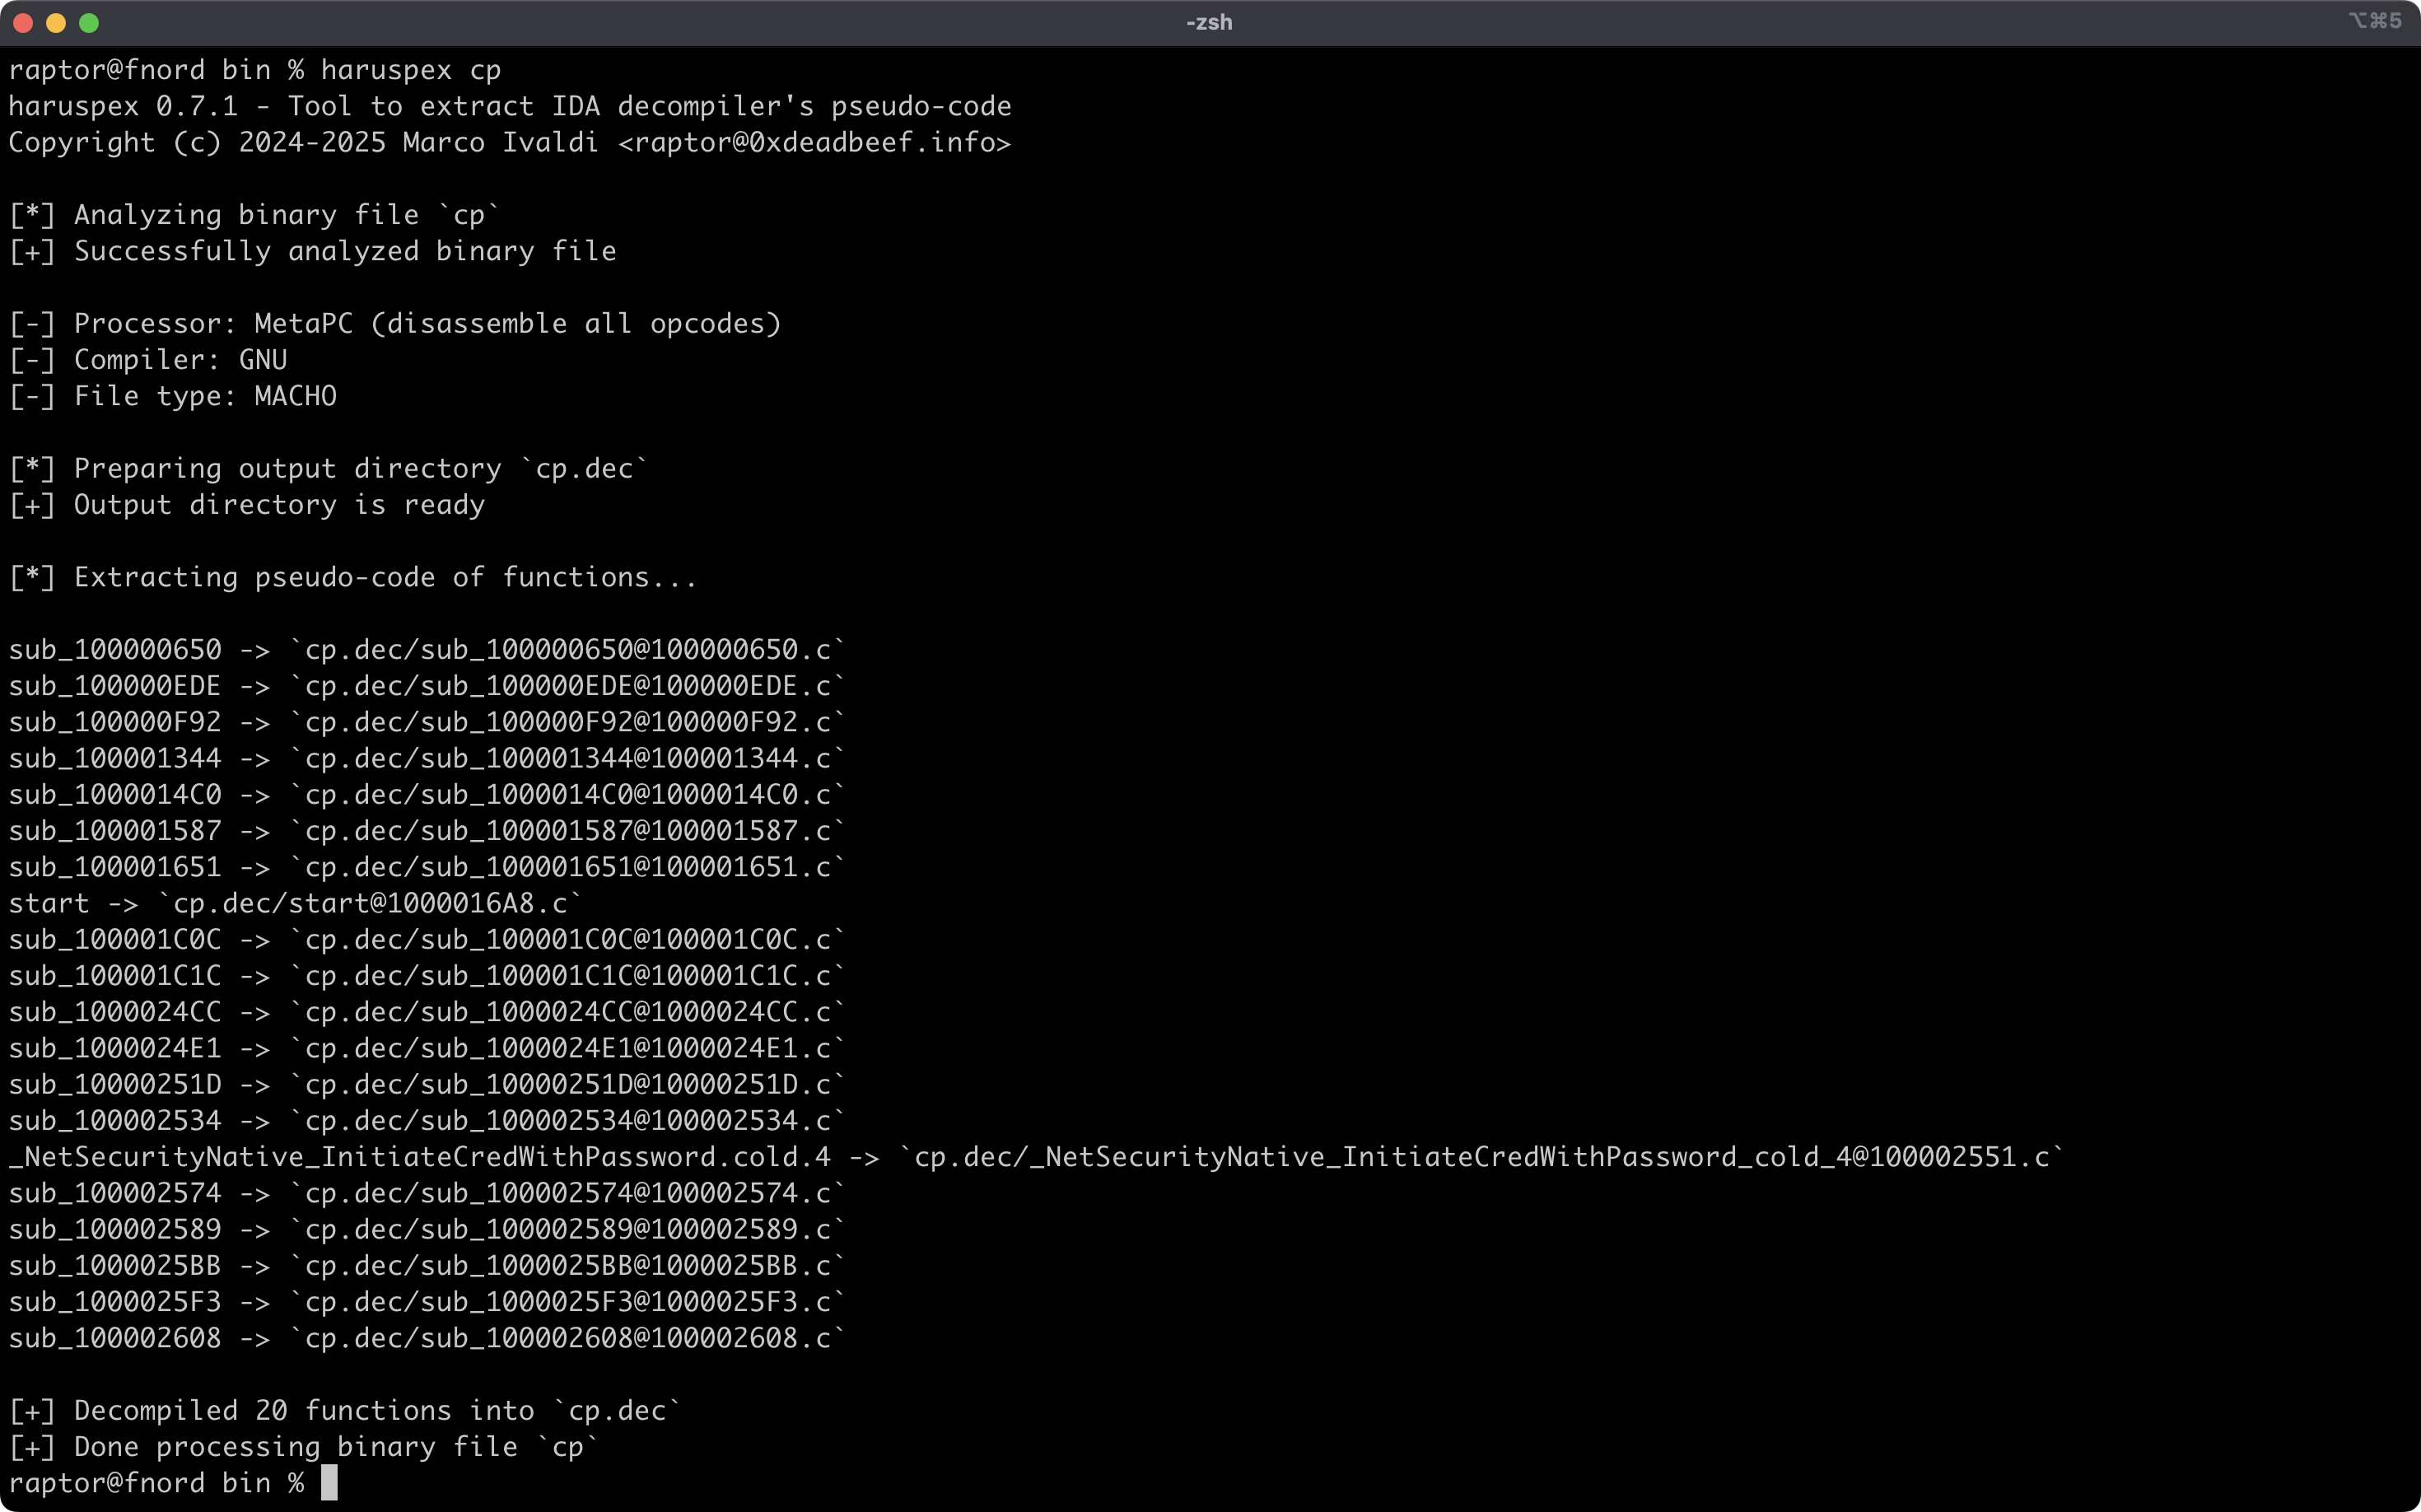 -zsh
⌥⌘5
raptor@fnord bin % haruspex cp
haruspex 0.7.1 - Tool to extract IDA decompiler's pseudo-code
Copyright (c) 2024-2025 Marco Ivaldi <raptor@0xdeadbeef.info>
[*] Analyzing binary file `cp`
[+] Successfully analyzed binary file
[-] Processor: MetaPC (disassemble all opcodes)
[-] Compiler: GNU
[-] File type: MACHO
[*] Preparing output directory `cp.dec`
[+] Output directory is ready
[*] Extracting pseudo-code of functions...
sub_100000650 -> `cp.dec/sub_100000650@100000650.c`
sub_100000EDE -> `cp.dec/sub_100000EDE@100000EDE.c`
sub_100000F92 -> `cp.dec/sub_100000F92@100000F92.c`
sub_100001344 -> `cp.dec/sub_100001344@100001344.c`
sub_1000014C0 -> `cp.dec/sub_1000014C0@1000014C0.c`
sub_100001587 -> `cp.dec/sub_100001587@100001587.c`
sub_100001651 -> `cp.dec/sub_100001651@100001651.c`
start -> `cp.dec/start@1000016A8.c`
sub_100001C0C -> `cp.dec/sub_100001C0C@100001C0C.c`
sub_100001C1C -> `cp.dec/sub_100001C1C@100001C1C.c`
sub_1000024CC -> `cp.dec/sub_1000024CC@1000024CC.c`
sub_1000024E1 -> `cp.dec/sub_1000024E1@1000024E1.c`
sub_10000251D -> `cp.dec/sub_10000251D@10000251D.c`
sub_100002534 -> `cp.dec/sub_100002534@100002534.c`
_NetSecurityNative_InitiateCredWithPassword.cold.4 -> `cp.dec/_NetSecurityNative_InitiateCredWithPassword_cold_4@100002551.c`
sub_100002574 -> `cp.dec/sub_100002574@100002574.c`
sub_100002589 -> `cp.dec/sub_100002589@100002589.c`
sub_1000025BB -> `cp.dec/sub_1000025BB@1000025BB.c`
sub_1000025F3 -> `cp.dec/sub_1000025F3@1000025F3.c`
sub_100002608 -> `cp.dec/sub_100002608@100002608.c`
[+] Decompiled 20 functions into `cp.dec`
[+] Done processing binary file `cp`
raptor@fnord bin %